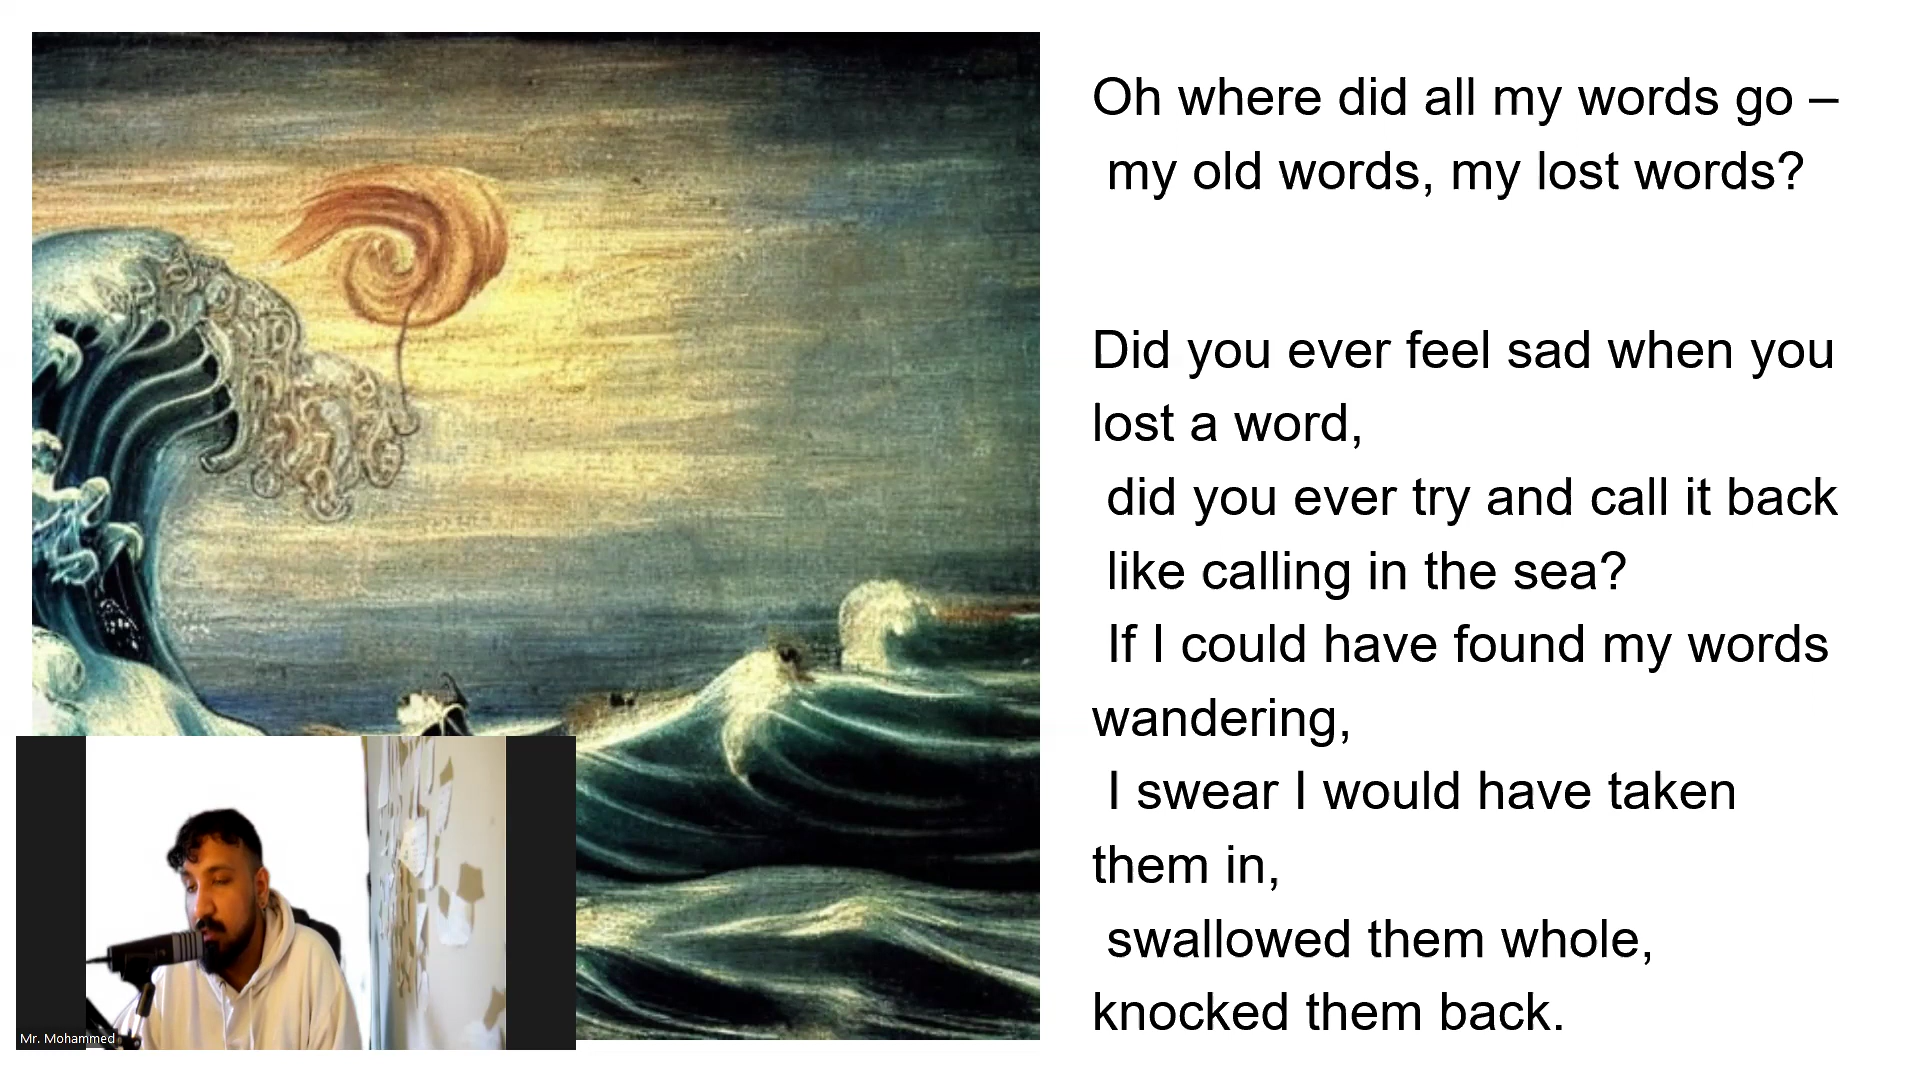 Oh where did all my words go –
my old words, my lost words?
Did you ever feel sad when you
lost a word,
did you ever try and call it back
like calling in the sea?
If I could have found my words
wandering,
I swear I would have taken
them in,
swallowed them whole,
knocked them back.
Mr. Mohammed